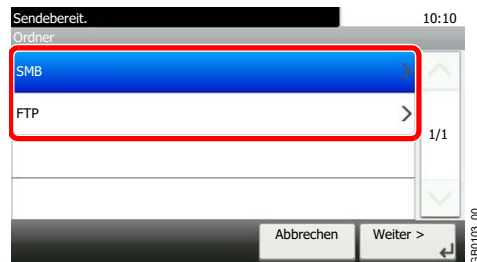 Sendebereit. 10:10
Ordner
SMB
FTP
1/1
Abbrechen Weiter >
GB0103_00